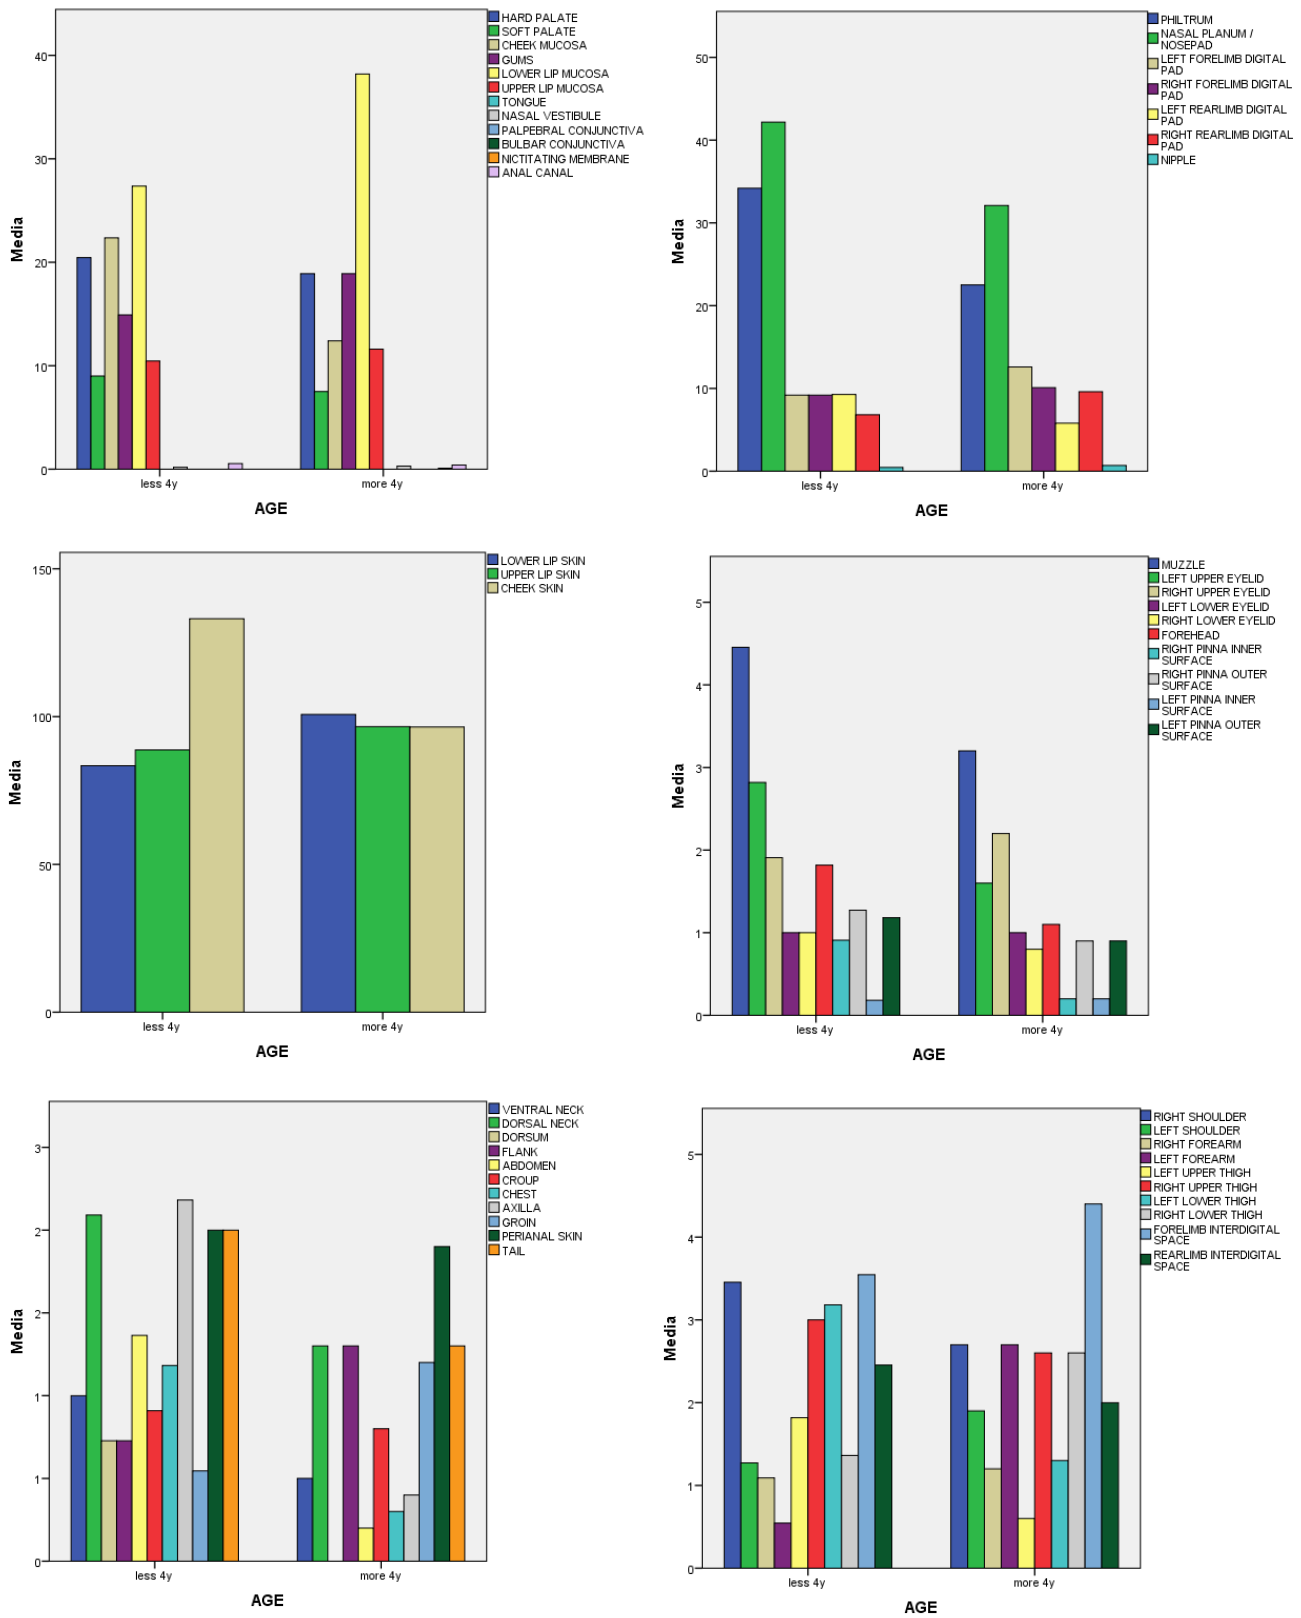 40
30
20
10
0
Media
less 4y
more 4y
AGE
HARD PALATE
SOFT PALATE
CHEEK MUCOSA
GUMS
LOWER LIP MUCOSA
UPPER LIP MUCOSA
TONGUE
NASAL VESTIBULE
PALPEBRAL CONJUNCTIVA
BULBAR CONJUNCTIVA
NICTITATING MEMBRANE
ANAL CANAL
50
40
30
20
10
0
Media
less 4y
more 4y
AGE
PHILTRUM
NASAL PLANUM /
NOSEPAD
LEFT FORELIMB DIGITAL
PAD
RIGHT FORELIMB DIGITAL
PAD
LEFT REARLIMB DIGITAL
PAD
RIGHT REARLIMB DIGITAL
PAD
NIPPLE
150
100
50
0
Media
less 4y
more 4y
AGE
LOWER LIP SKIN
UPPER LIP SKIN
CHEEK SKIN
5
4
3
2
1
0
Media
less 4y
more 4y
AGE
MUZZLE
LEFT UPPER EYELID
RIGHT UPPER EYELID
LEFT LOWER EYELID
RIGHT LOWER EYELID
FOREHEAD
RIGHT PINNA INNER
SURFACE
RIGHT PINNA OUTER
SURFACE
LEFT PINNA INNER
SURFACE
LEFT PINNA OUTER
SURFACE
3
2
2
1
1
0
Media
less 4y
more 4y
AGE
VENTRAL NECK
DORSAL NECK
DORSUM
FLANK
ABDOMEN
CROUP
CHEST
AXILLA
GROIN
PERIANAL SKIN
TAIL
5
4
3
2
1
0
Media
less 4y
more 4y
AGE
RIGHT SHOULDER
LEFT SHOULDER
RIGHT FOREARM
LEFT FOREARM
LEFT UPPER THIGH
RIGHT UPPER THIGH
LEFT LOWER THIGH
RIGHT LOWER THIGH
FORELIMB INTERDIGITAL
SPACE
REARLIMB INTERDIGITAL
SPACE